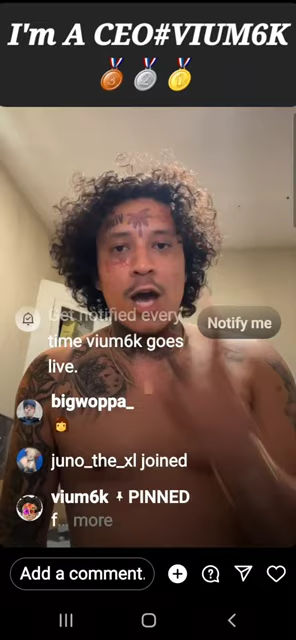 I'm A CEO#VIUM6K
Get notified every
time vium6k goes
live.
Notify me
bigwoppa_
juno_the_xl joined
vium6k PINNED
f... more
Add a comment.